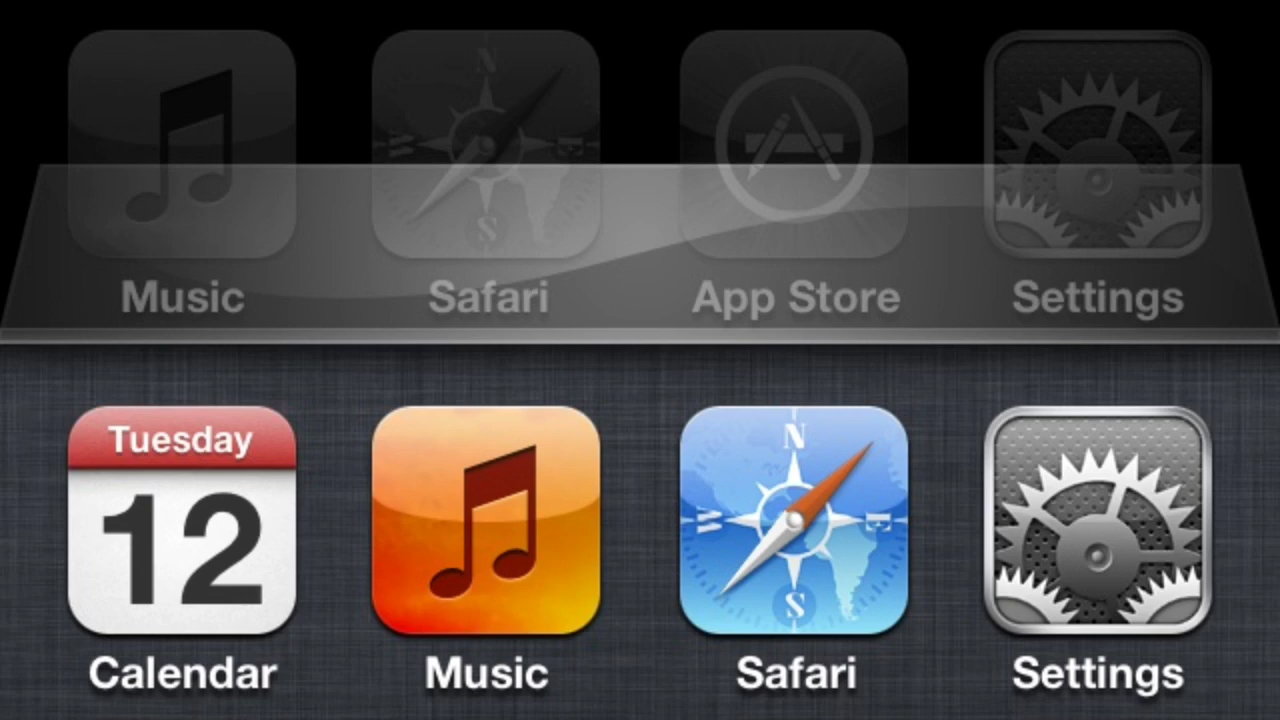 N
W E
S
Music Safari App Store Settings
Tuesday
12
N
W E
S
Calendar Music Safari Settings